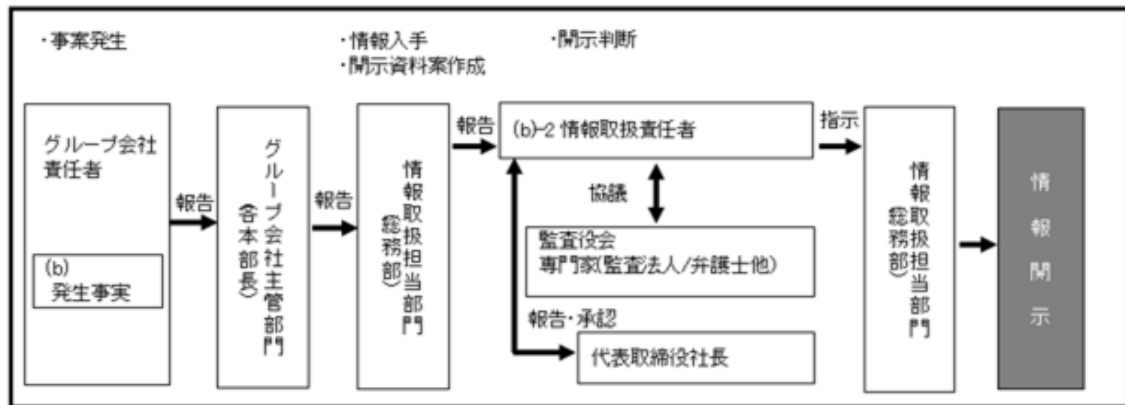 ・事案発生
・情報入手
・開示資料案作成
・開示判断
グループ会社
責任者
(b)
発生事実
報告
グループ会社主管部門
(各本部長)
報告
情報取扱担当部門
(総務部)
報告
(b)-2 情報取扱責任者
協議
監査役会
専門家(監査法人/弁護士他)
報告・承認
代表取締役社長
指示
情報取扱担当部門
(総務部)
情報開示